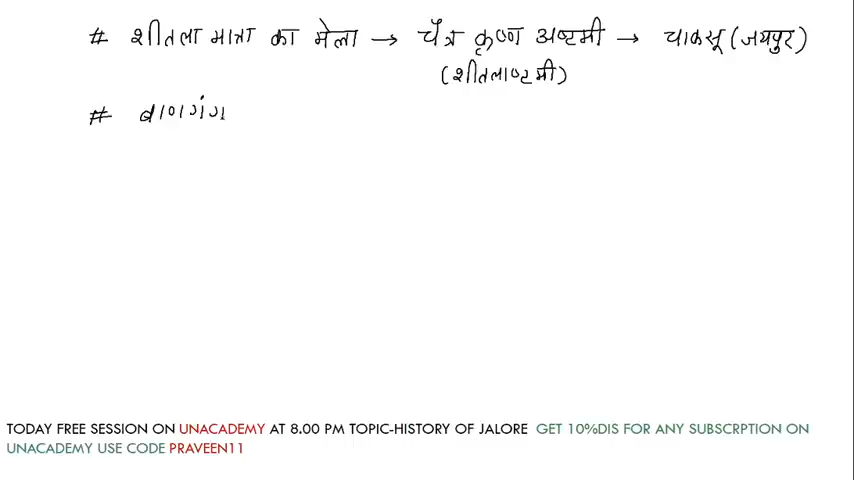 # शीतला माता का मेला → चैत्र कृष्ण अष्टमी → चाकसू (जयपुर)
(शीतलाष्टमी)
# बाणगंग
TODAY FREE SESSION ON UNACADEMY AT 8.00 PM TOPIC-HISTORY OF JALORE GET 10%DIS FOR ANY SUBSCRPTION ON
UNACADEMY USE CODE PRAVEEN11